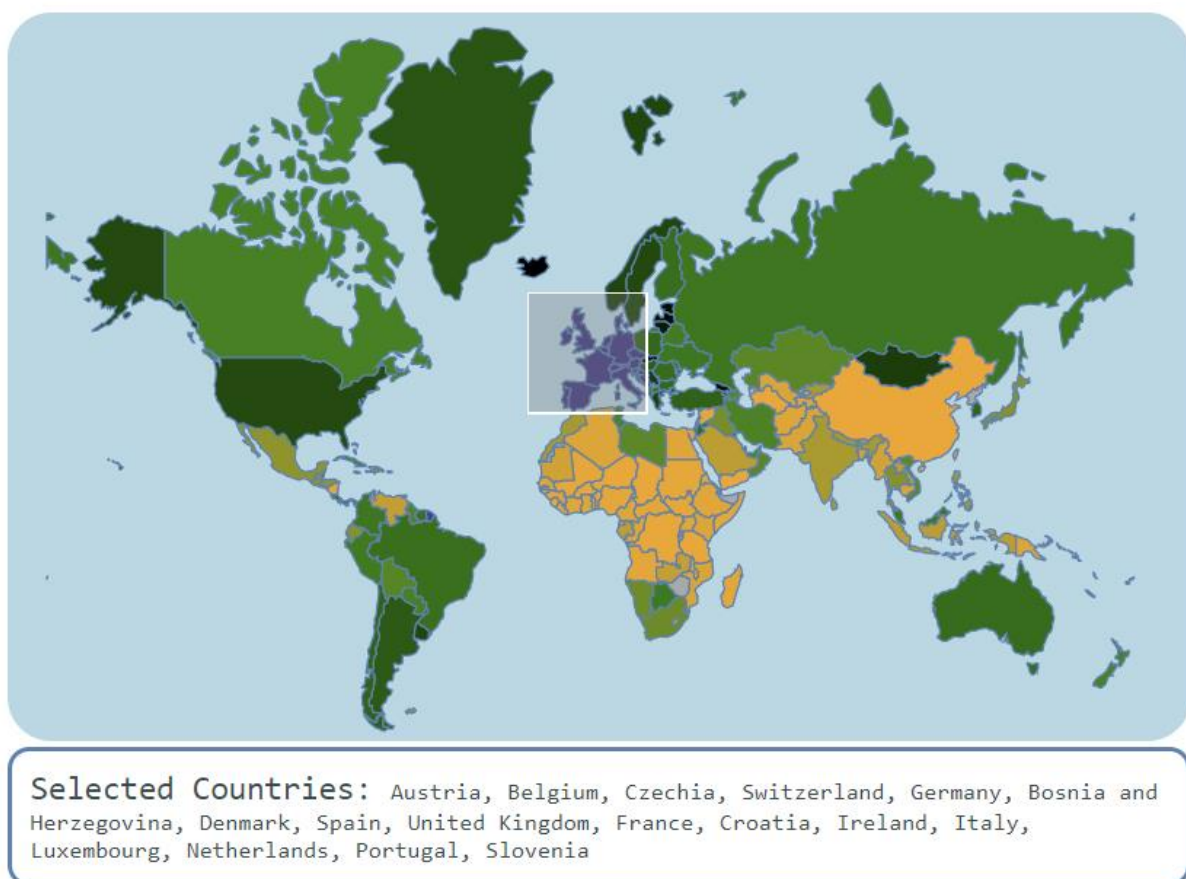 Selected Countries: Austria, Belgium, Czechia, Switzerland, Germany, Bosnia and
Herzegovina, Denmark, Spain, United Kingdom, France, Croatia, Ireland, Italy,
Luxembourg, Netherlands, Portugal, Slovenia